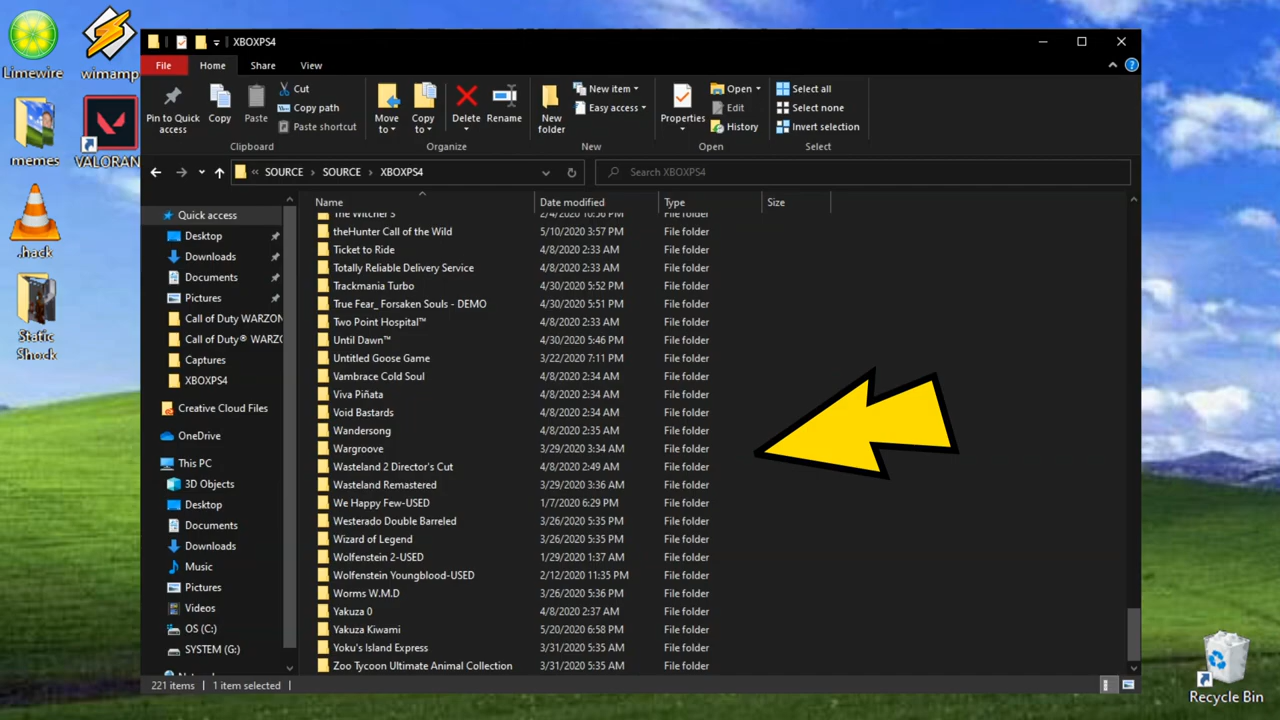 Limewire
wimamp
memes
VALORAN
.hack
Static
Shock
XBOXPS4
File Home Share View
Pin to Quick
access
Copy
Paste
Cut
Copy path
Paste shortcut
Clipboard
Move
to
Copy
to
Delete
Rename
Organize
New
folder
New item
Easy access
New
Properties
Open
Edit
History
Open
Select all
Select none
Invert selection
Select
« SOURCE > SOURCE > XBOXPS4
Search XBOXPS4
Quick access
Desktop
Downloads
Documents
Pictures
Call of Duty WARZON
Call of Duty® WARZ
Captures
XBOXPS4
Creative Cloud Files
OneDrive
This PC
3D Objects
Desktop
Documents
Downloads
Music
Pictures
Videos
OS (C:)
SYSTEM (G:)
Name Date modified Type Size
The Witcher 3 2/4/2020 10:56 PM File folder
theHunter Call of the Wild 5/10/2020 3:57 PM File folder
Ticket to Ride 4/8/2020 2:33 AM File folder
Totally Reliable Delivery Service 4/8/2020 2:33 AM File folder
Trackmania Turbo 4/30/2020 5:52 PM File folder
True Fear_ Forsaken Souls - DEMO 4/30/2020 5:51 PM File folder
Two Point Hospital™ 4/8/2020 2:33 AM File folder
Until Dawn™ 4/30/2020 5:46 PM File folder
Untitled Goose Game 3/22/2020 7:11 PM File folder
Vambrace Cold Soul 4/8/2020 2:34 AM File folder
Viva Piñata 4/8/2020 2:34 AM File folder
Void Bastards 4/8/2020 2:34 AM File folder
Wandersong 4/8/2020 2:35 AM File folder
Wargroove 3/29/2020 3:34 AM File folder
Wasteland 2 Director's Cut 4/8/2020 2:49 AM File folder
Wasteland Remastered 3/29/2020 3:36 AM File folder
We Happy Few-USED 1/7/2020 6:29 PM File folder
Westerado Double Barreled 3/26/2020 5:35 PM File folder
Wizard of Legend 3/26/2020 5:35 PM File folder
Wolfenstein 2-USED 1/29/2020 1:37 AM File folder
Wolfenstein Youngblood-USED 2/12/2020 11:35 PM File folder
Worms W.M.D 3/26/2020 5:36 PM File folder
Yakuza 0 4/8/2020 2:37 AM File folder
Yakuza Kiwami 5/20/2020 6:58 PM File folder
Yoku's Island Express 3/31/2020 5:35 AM File folder
Zoo Tycoon Ultimate Animal Collection 3/31/2020 5:35 AM File folder
221 items 1 item selected
Recycle Bin